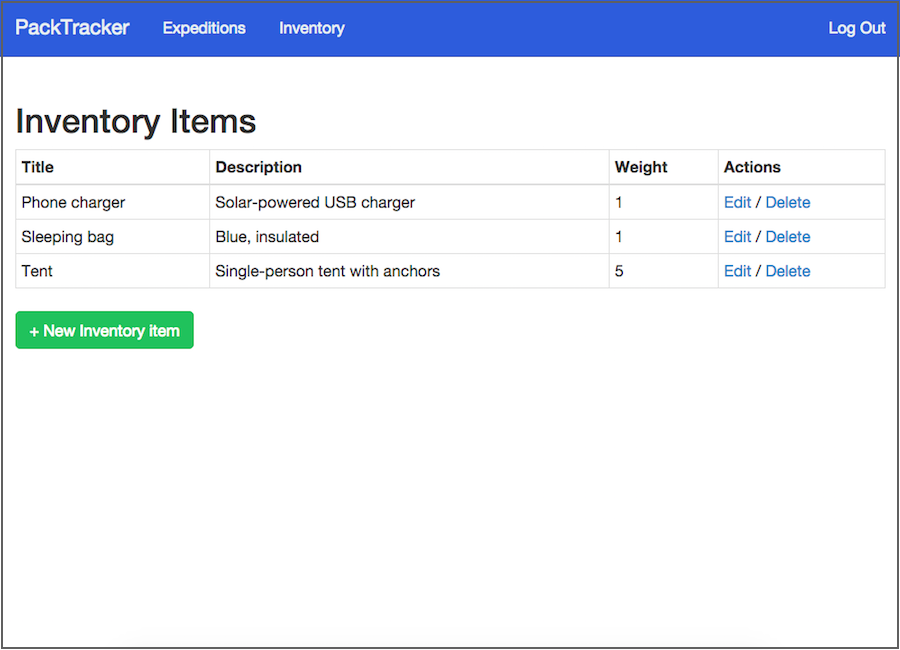 PackTracker Expeditions Inventory Log Out
Inventory Items
Title Description Weight Actions
Phone charger Solar-powered USB charger 1 Edit / Delete
Sleeping bag Blue, insulated 1 Edit / Delete
Tent Single-person tent with anchors 5 Edit / Delete
+ New Inventory item